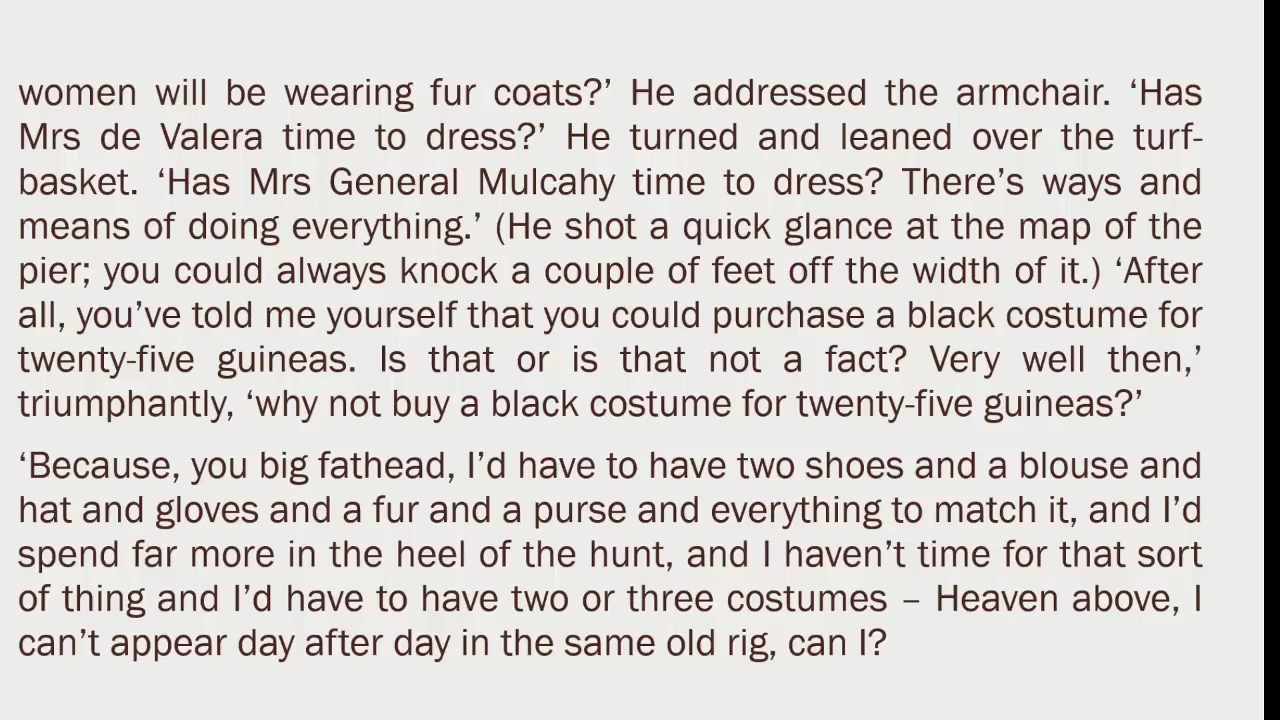 women will be wearing fur coats?’ He addressed the armchair. ‘Has
Mrs de Valera time to dress?’ He turned and leaned over the turf-
basket. ‘Has Mrs General Mulcahy time to dress? There’s ways and
means of doing everything.’ (He shot a quick glance at the map of the
pier; you could always knock a couple of feet off the width of it.) ‘After
all, you’ve told me yourself that you could purchase a black costume for
twenty-five guineas. Is that or is that not a fact? Very well then,’
triumphantly, ‘why not buy a black costume for twenty-five guineas?’
‘Because, you big fathead, I’d have to have two shoes and a blouse and
hat and gloves and a fur and a purse and everything to match it, and I’d
spend far more in the heel of the hunt, and I haven’t time for that sort
of thing and I’d have to have two or three costumes – Heaven above, I
can’t appear day after day in the same old rig, can I?